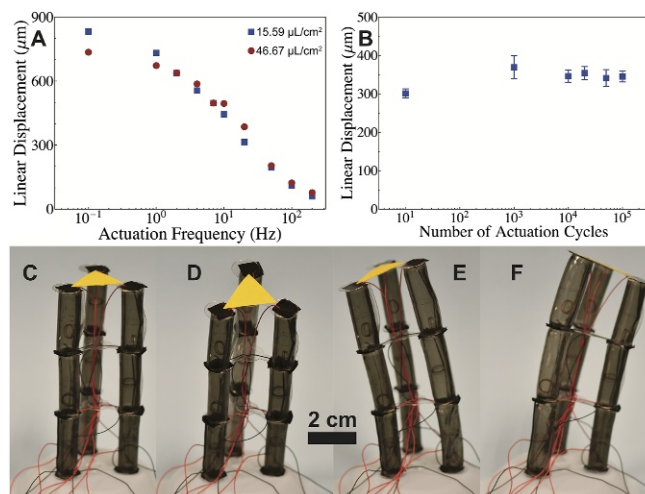 A
15.59 μL/cm²
46.67 μL/cm²
Linear Displacement (μm)
900
600
300
0
10⁻¹ 10⁰ 10¹ 10²
Actuation Frequency (Hz)
B
Linear Displacement (μm)
500
400
300
200
100
0
10¹ 10² 10³ 10⁴ 10⁵
Number of Actuation Cycles
C
D
E
F
2 cm